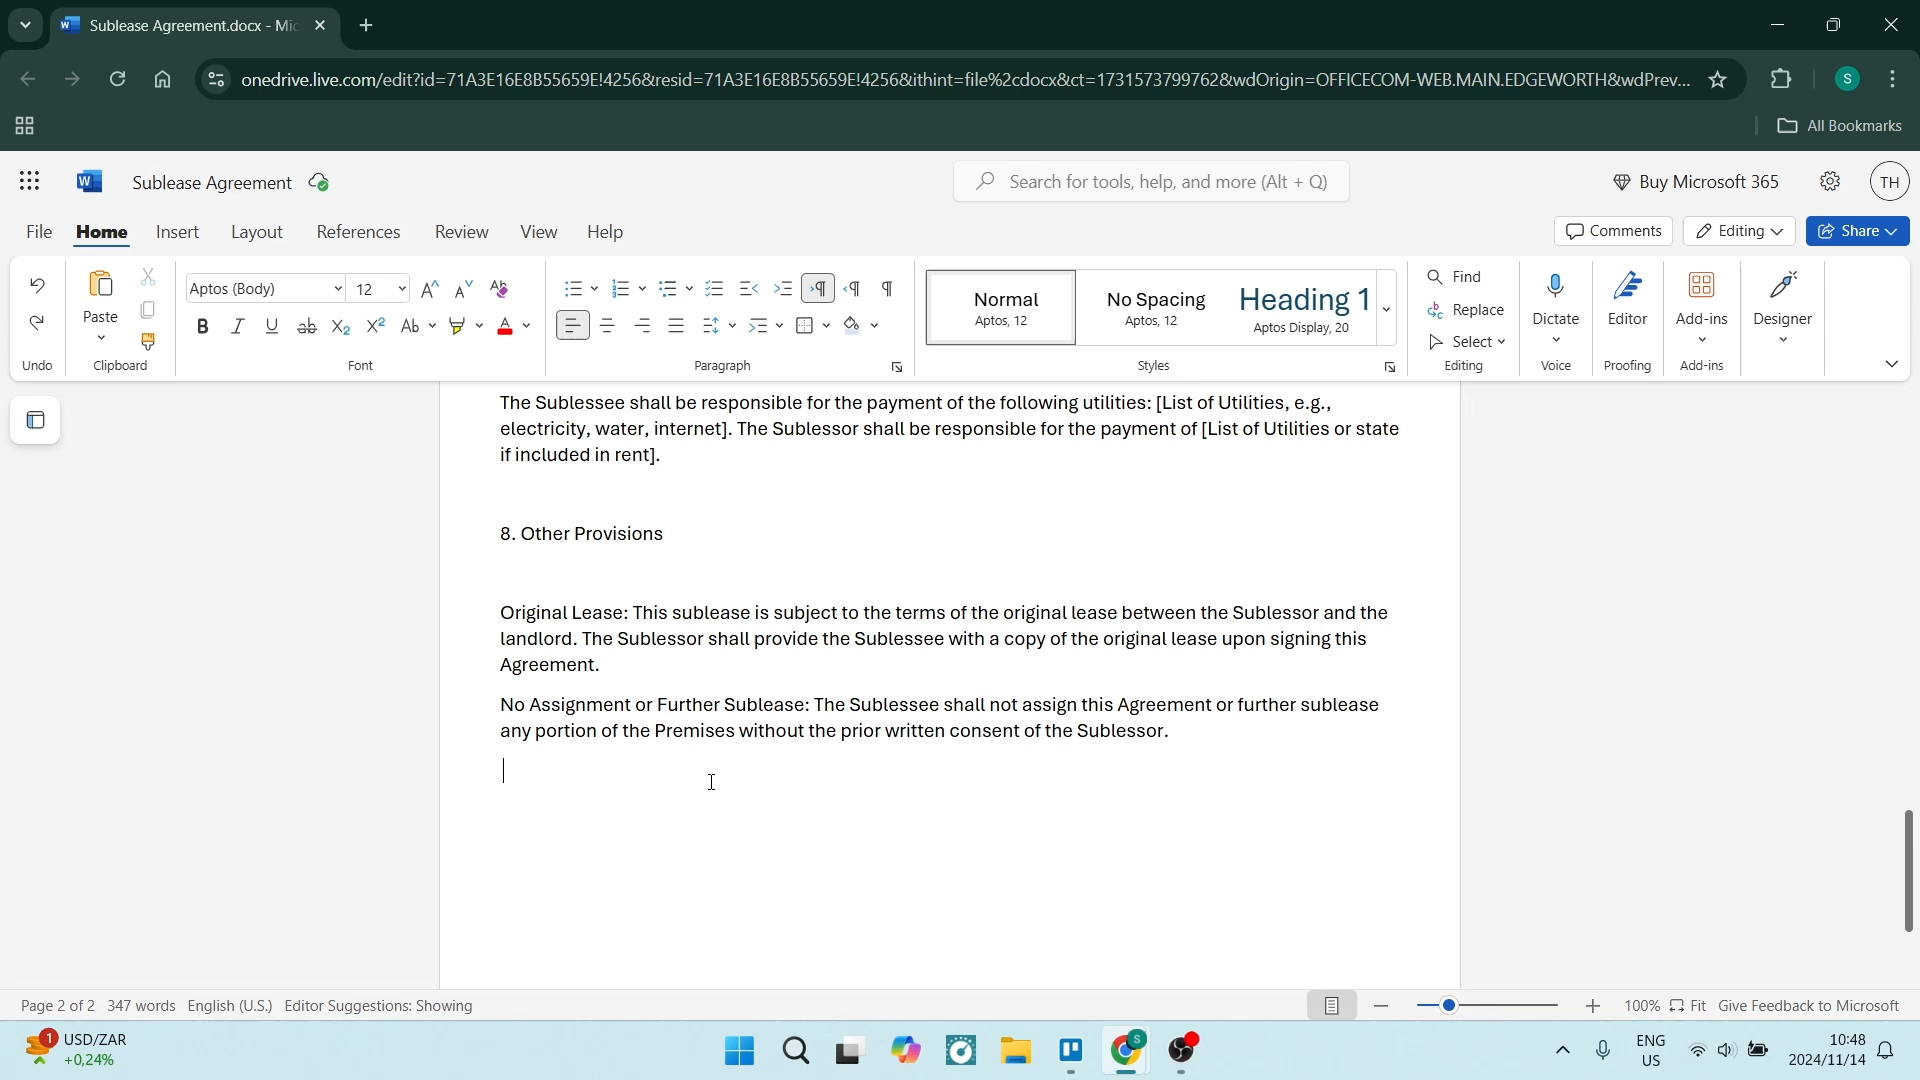 Sublease Agreement.docx - Mic
onedrive.live.com/edit?id=71A3E16E8B55659E!4256&resid=71A3E16E8B55659E!4256&ithint=file%2cdocx&ct=1731573799762&wdOrigin=OFFICECOM-WEB.MAIN.EDGEWORTH&wdPrev...
S
All Bookmarks
W
Sublease Agreement
Search for tools, help, and more (Alt + Q)
Buy Microsoft 365
TH
File
Home
Insert
Layout
References
Review
View
Help
Comments
Editing
Share
Aptos (Body)
12
Paste
Undo
Clipboard
Font
Paragraph
Normal
Aptos, 12
No Spacing
Aptos, 12
Heading 1
Aptos Display, 20
Styles
Find
Replace
Select
Editing
Dictate
Voice
Editor
Proofing
Add-ins
Add-ins
Designer
The Sublessee shall be responsible for the payment of the following utilities: [List of Utilities, e.g.,
electricity, water, internet]. The Sublessor shall be responsible for the payment of [List of Utilities or state
if included in rent].
8. Other Provisions
Original Lease: This sublease is subject to the terms of the original lease between the Sublessor and the
landlord. The Sublessor shall provide the Sublessee with a copy of the original lease upon signing this
Agreement.
No Assignment or Further Sublease: The Sublessee shall not assign this Agreement or further sublease
any portion of the Premises without the prior written consent of the Sublessor.
Page 2 of 2 347 words English (U.S.) Editor Suggestions: Showing
100% Fit Give Feedback to Microsoft
1
USD/ZAR
+0,24%
ENG
US
10:48
2024/11/14